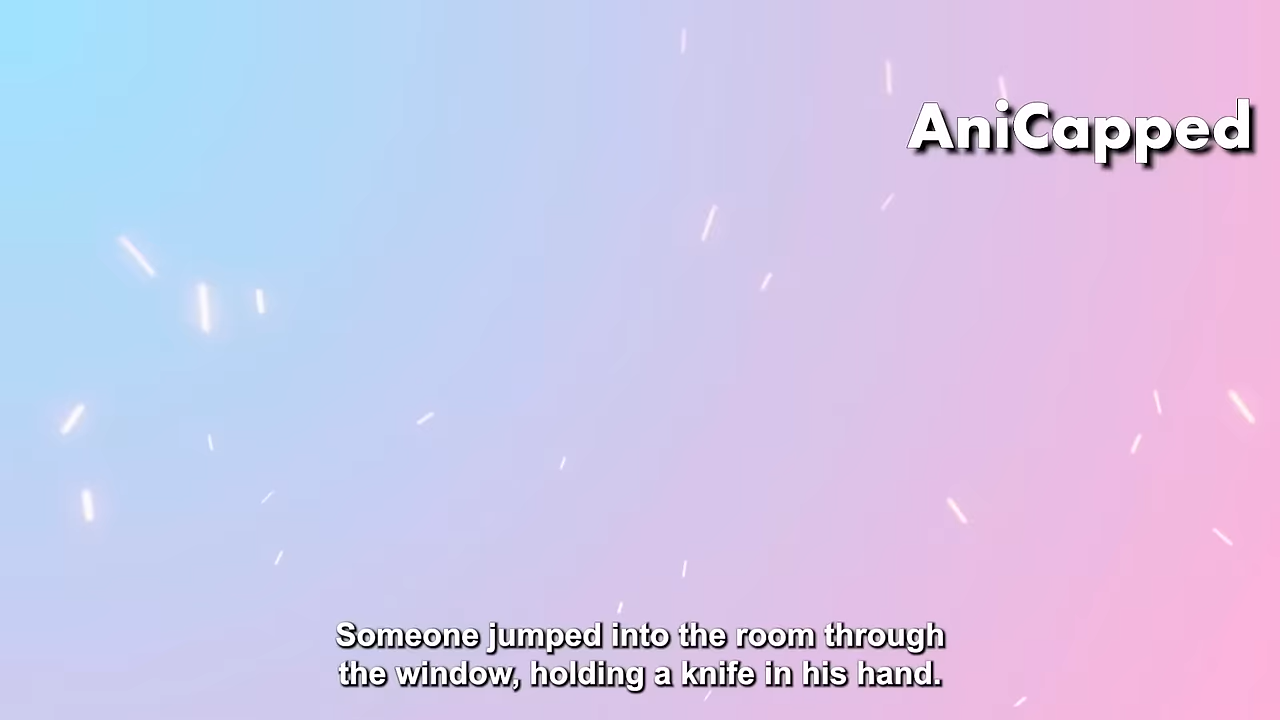 AniCapped
Someone jumped into the room through
the window, holding a knife in his hand.